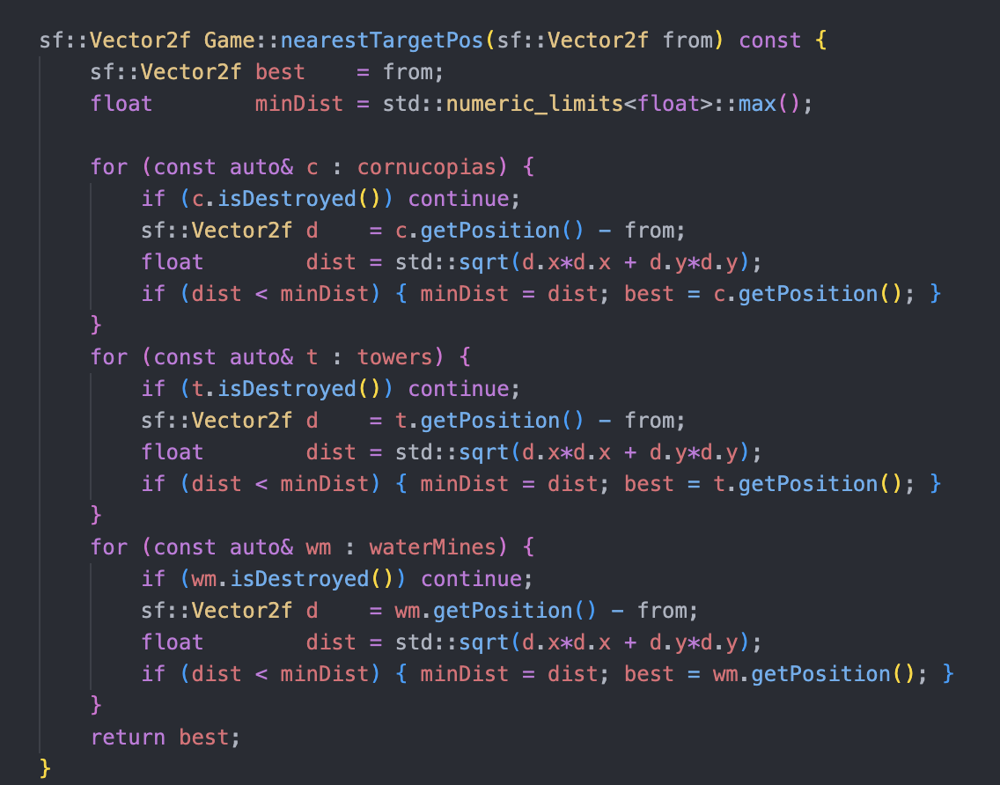 sf::Vector2f Game::nearestTargetPos(sf::Vector2f from) const {
    sf::Vector2f best    = from;
    float        minDist = std::numeric_limits<float>::max();

    for (const auto& c : cornucopias) {
        if (c.isDestroyed()) continue;
        sf::Vector2f d    = c.getPosition() - from;
        float        dist = std::sqrt(d.x*d.x + d.y*d.y);
        if (dist < minDist) { minDist = dist; best = c.getPosition(); }
    }
    for (const auto& t : towers) {
        if (t.isDestroyed()) continue;
        sf::Vector2f d    = t.getPosition() - from;
        float        dist = std::sqrt(d.x*d.x + d.y*d.y);
        if (dist < minDist) { minDist = dist; best = t.getPosition(); }
    }
    for (const auto& wm : waterMines) {
        if (wm.isDestroyed()) continue;
        sf::Vector2f d    = wm.getPosition() - from;
        float        dist = std::sqrt(d.x*d.x + d.y*d.y);
        if (dist < minDist) { minDist = dist; best = wm.getPosition(); }
    }
    return best;
}